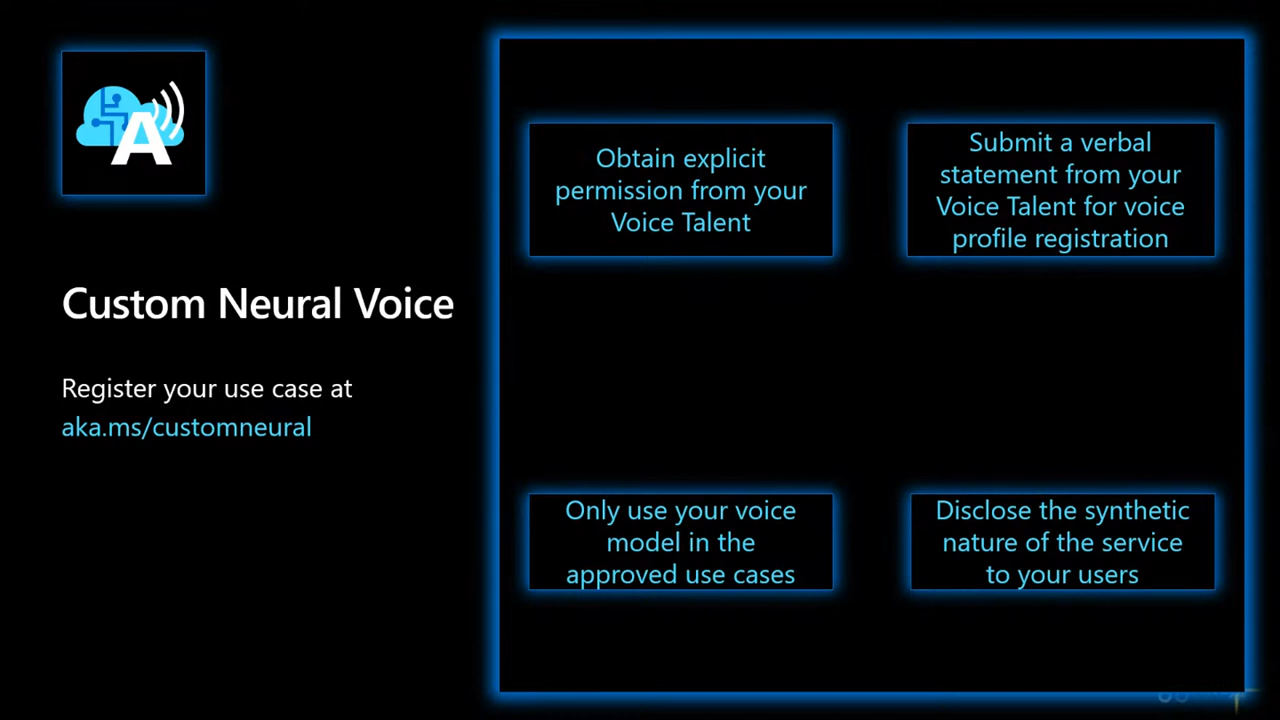 A
Custom Neural Voice
Register your use case at
aka.ms/customneural
Obtain explicit
permission from your
Voice Talent
Submit a verbal
statement from your
Voice Talent for voice
profile registration
Only use your voice
model in the
approved use cases
Disclose the synthetic
nature of the service
to your users